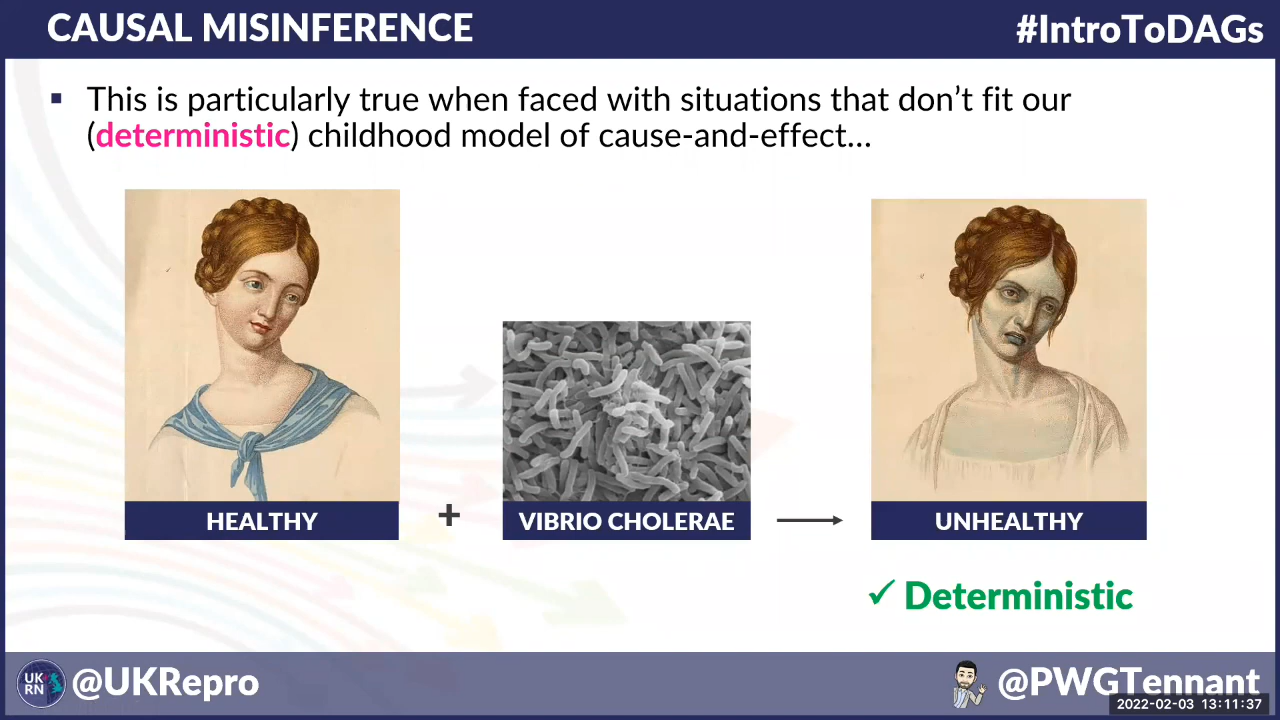 CAUSAL MISINFERENCE
#IntroToDAGs
▪ This is particularly true when faced with situations that don’t fit our
(deterministic) childhood model of cause-and-effect…
HEALTHY
+
VIBRIO CHOLERAE
UNHEALTHY
✓ Deterministic
UK
RN
@UKRepro
@PWGTennant
2022-02-03 13:11:37